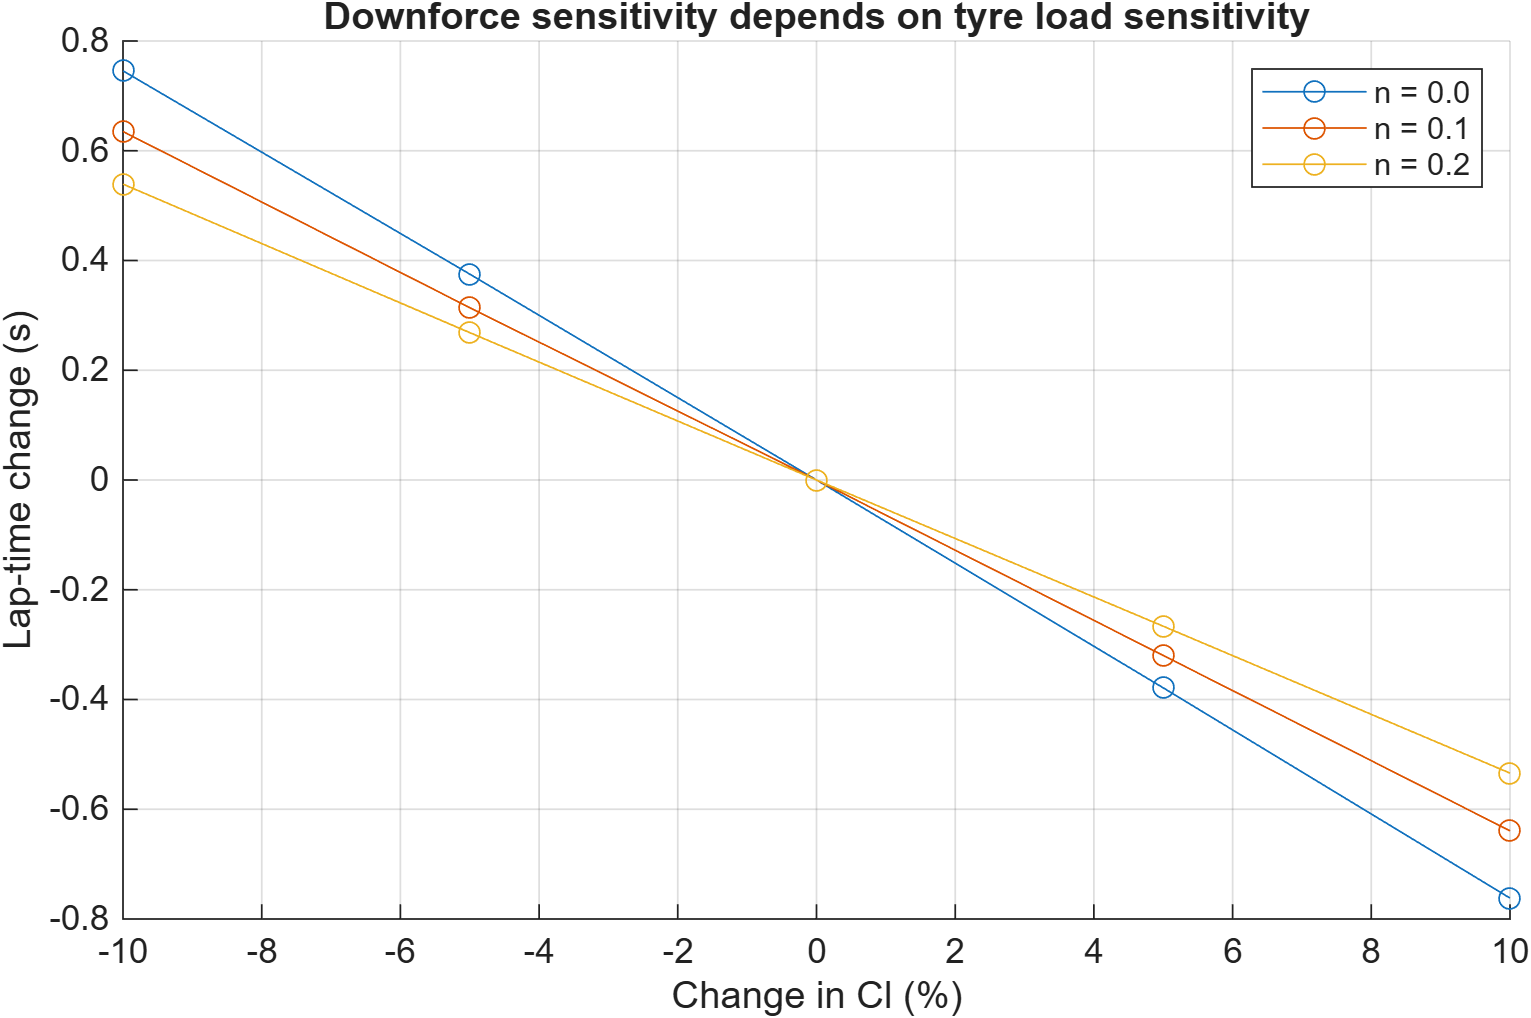 Downforce sensitivity depends on tyre load sensitivity
n = 0.0
n = 0.1
n = 0.2
Lap-time change (s)
0.8
0.6
0.4
0.2
0
-0.2
-0.4
-0.6
-0.8
-10 -8 -6 -4 -2 0 2 4 6 8 10
Change in Cl (%)